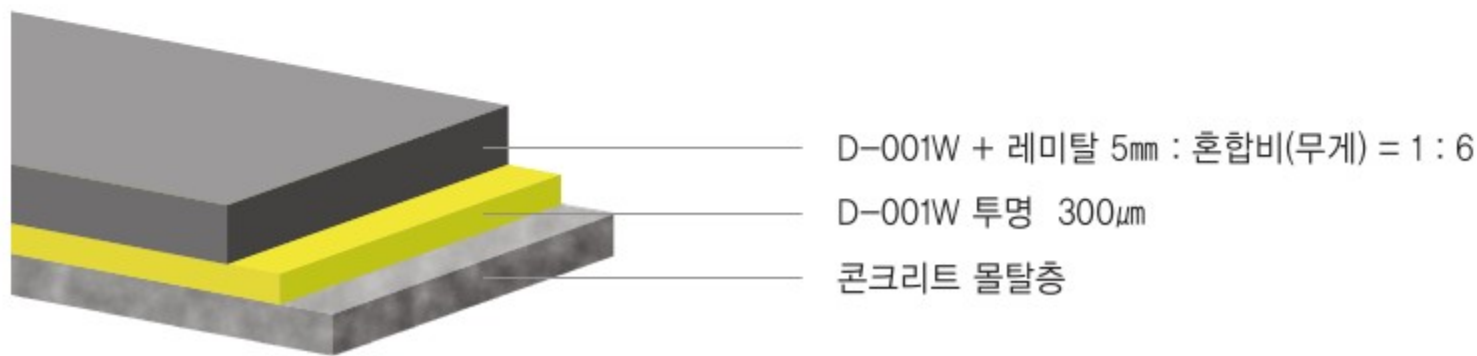 D-001W + 레미탈 5㎜ : 혼합비(무게) = 1 : 6
D-001W 투명 300㎛
콘크리트 몰탈층